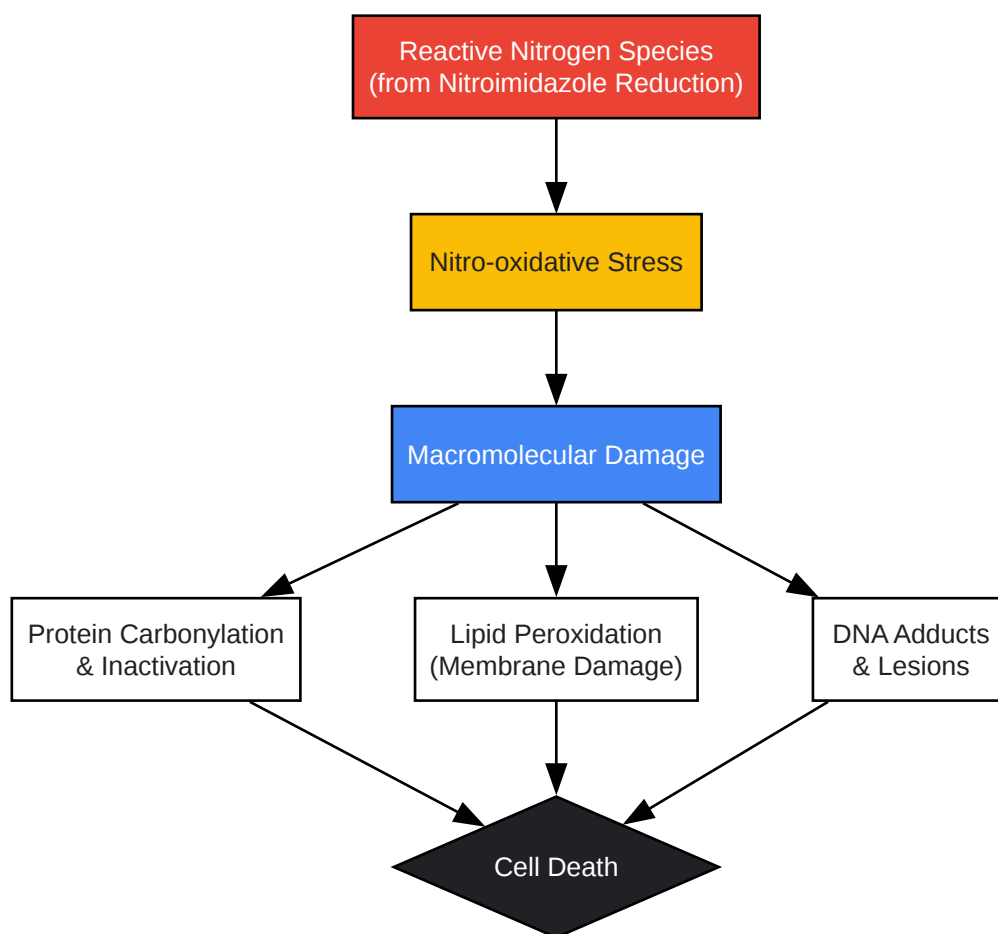 Reactive Nitrogen Species
(from Nitroimidazole Reduction)
Nitro-oxidative Stress
Macromolecular Damage
Protein Carbonylation
& Inactivation
Lipid Peroxidation
(Membrane Damage)
DNA Adducts
& Lesions
Cell Death